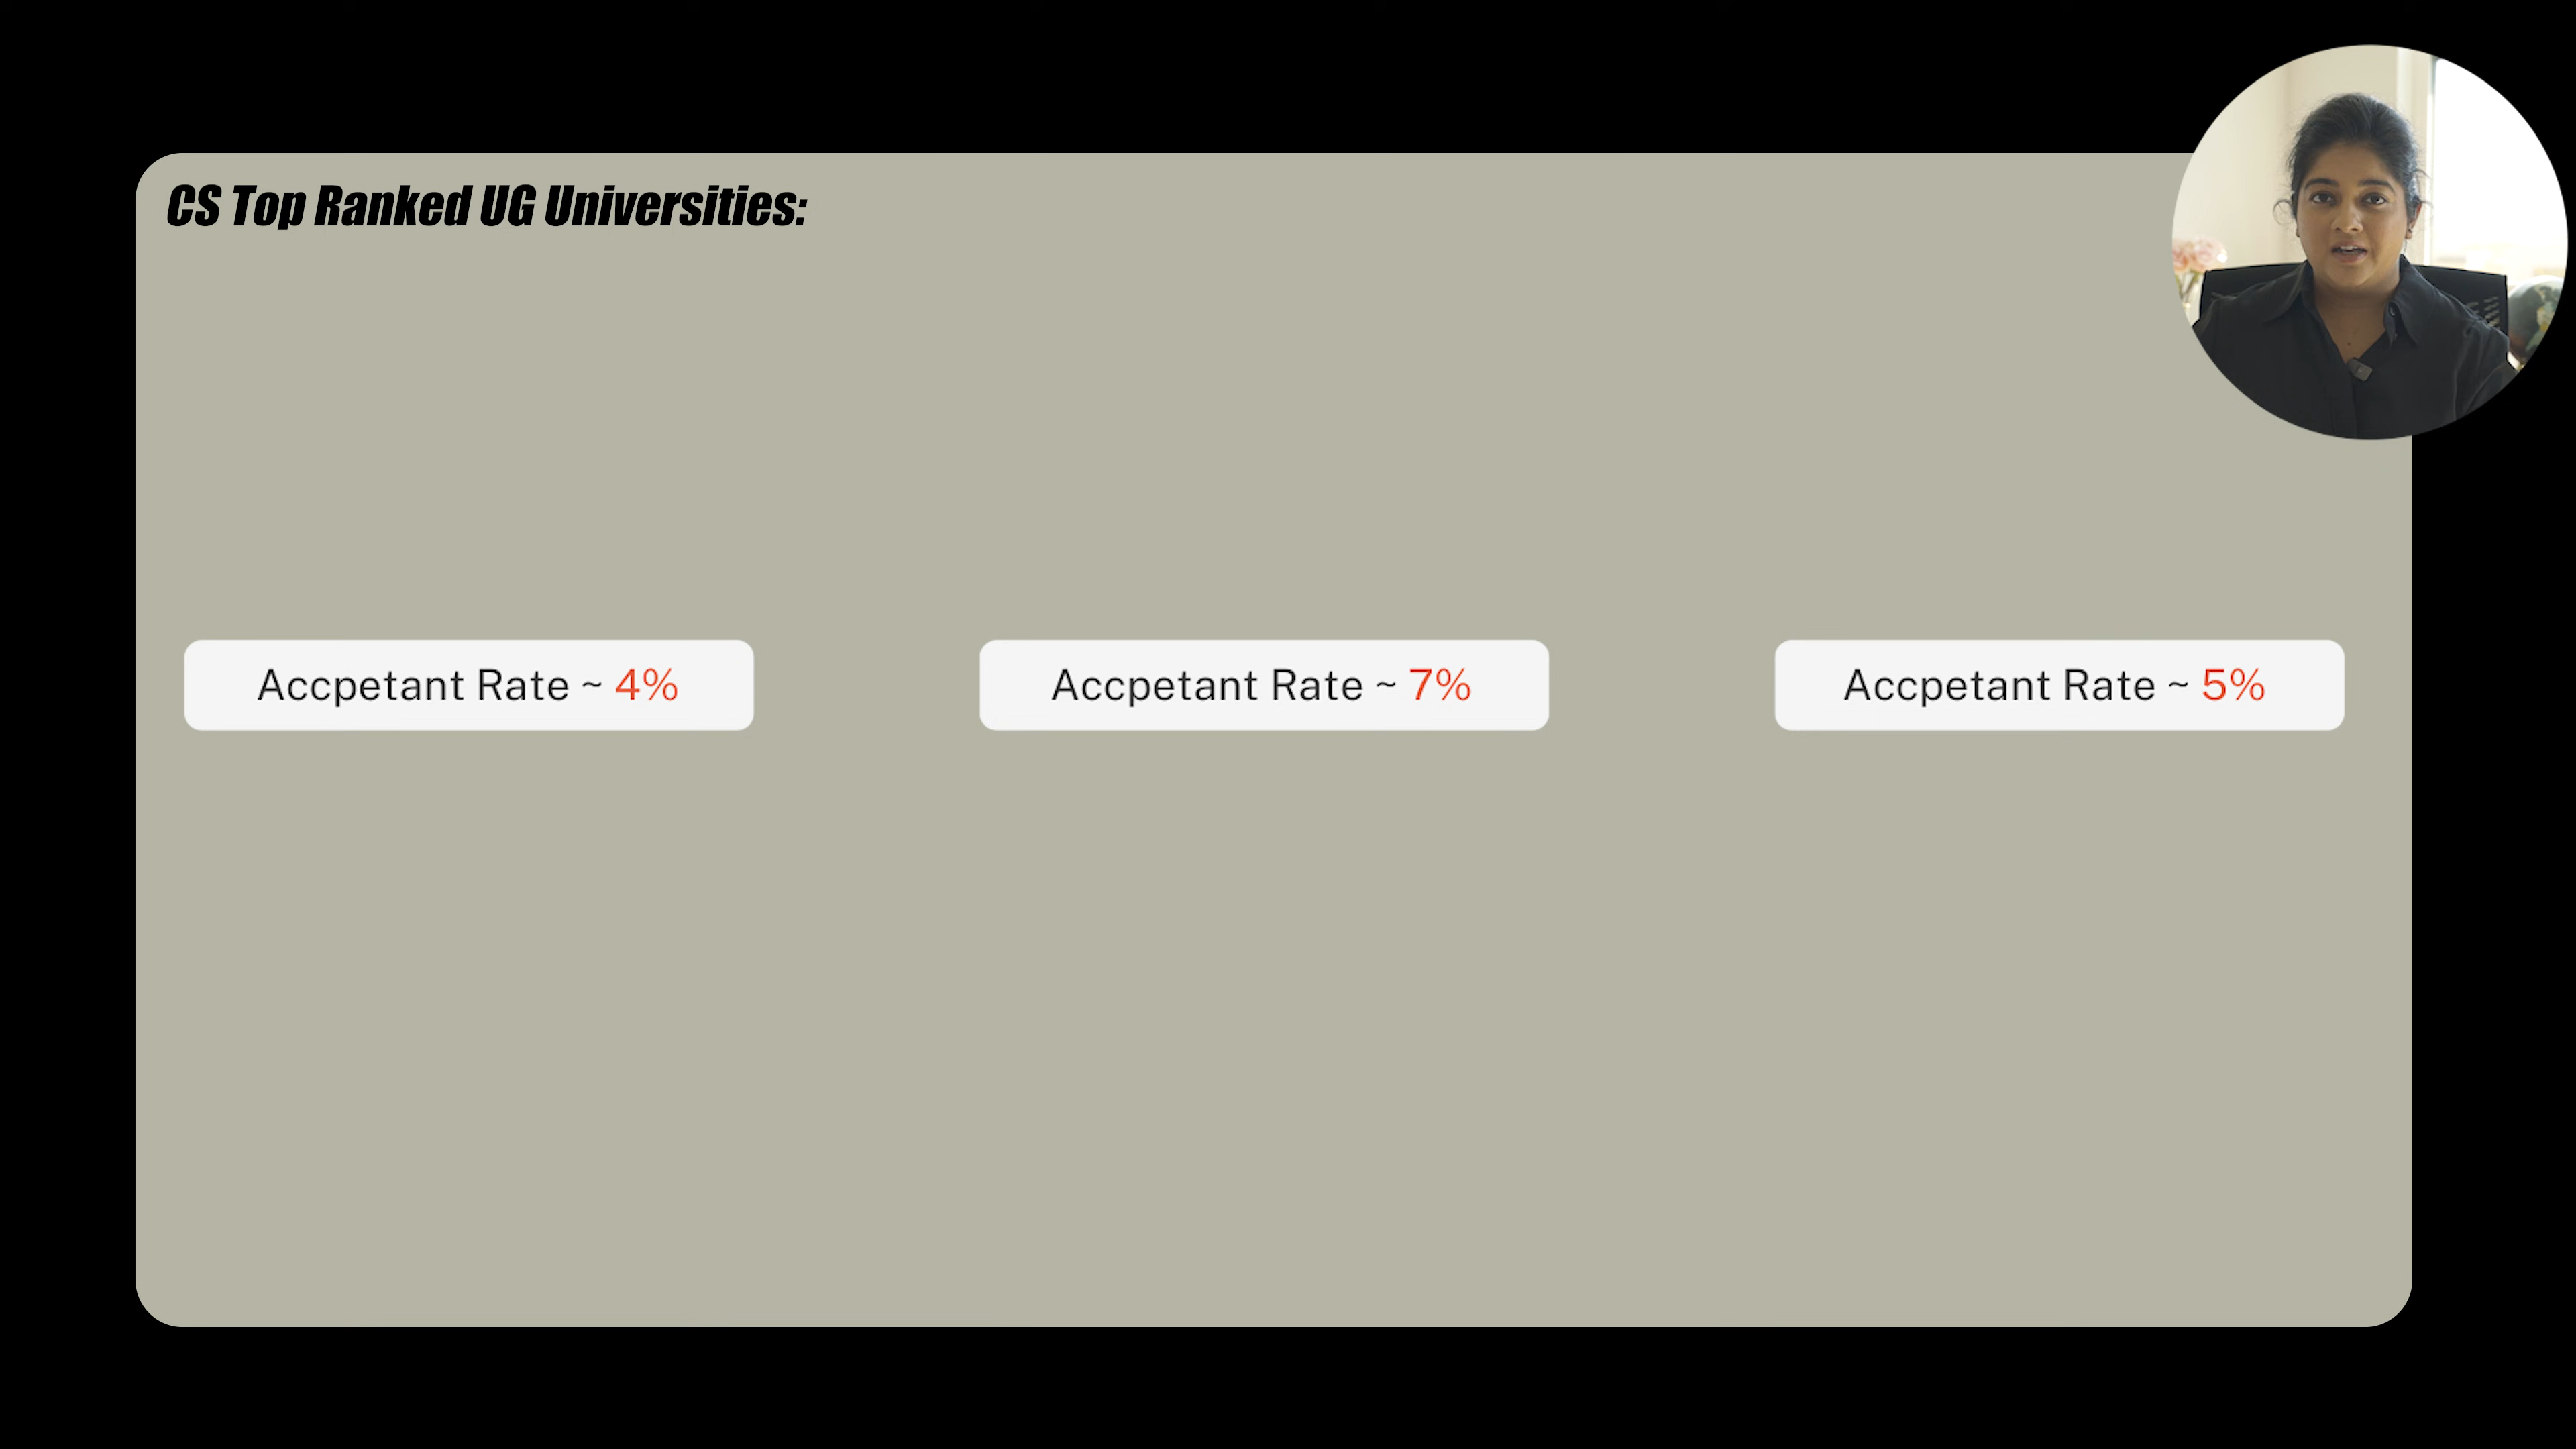 CS Top Ranked UG Universities:
Accpetant Rate ~ 4%
Accpetant Rate ~ 7%
Accpetant Rate ~ 5%